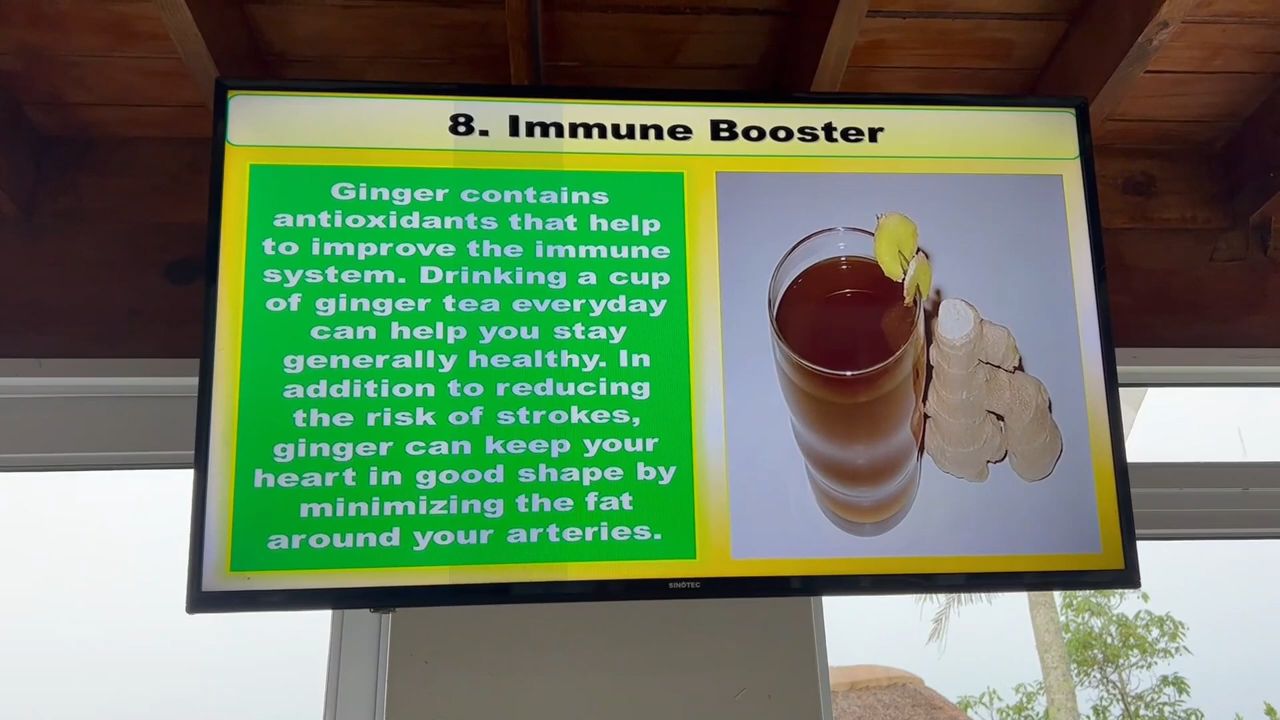 8. Immune Booster
Ginger contains
antioxidants that help
to improve the immune
system. Drinking a cup
of ginger tea everyday
can help you stay
generally healthy. In
addition to reducing
the risk of strokes,
ginger can keep your
heart in good shape by
minimizing the fat
around your arteries.
SINOTEC